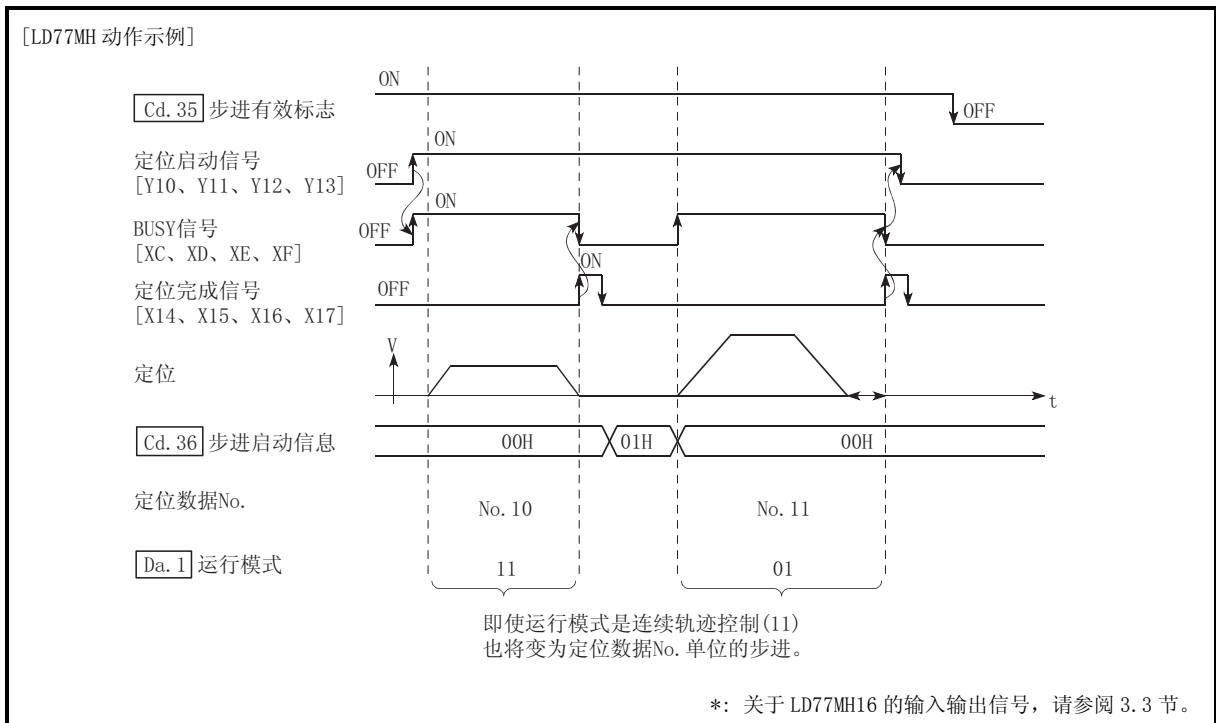 [LD77MH 动作示例]
ON
Cd. 35 步进有效标志
OFF
定位启动信号
[Y10、Y11、Y12、Y13]
OFF
ON
BUSY信号
[XC、XD、XE、XF]
OFF
ON
定位完成信号
[X14、X15、X16、X17]
OFF
ON
定位
V
t
Cd. 36 步进启动信息
00H
01H
00H
定位数据No.
No. 10
No. 11
Da. 1 运行模式
11
01
即使运行模式是连续轨迹控制(11)
也将变为定位数据No. 单位的步进。
*: 关于 LD77MH16 的输入输出信号，请参阅 3.3 节。